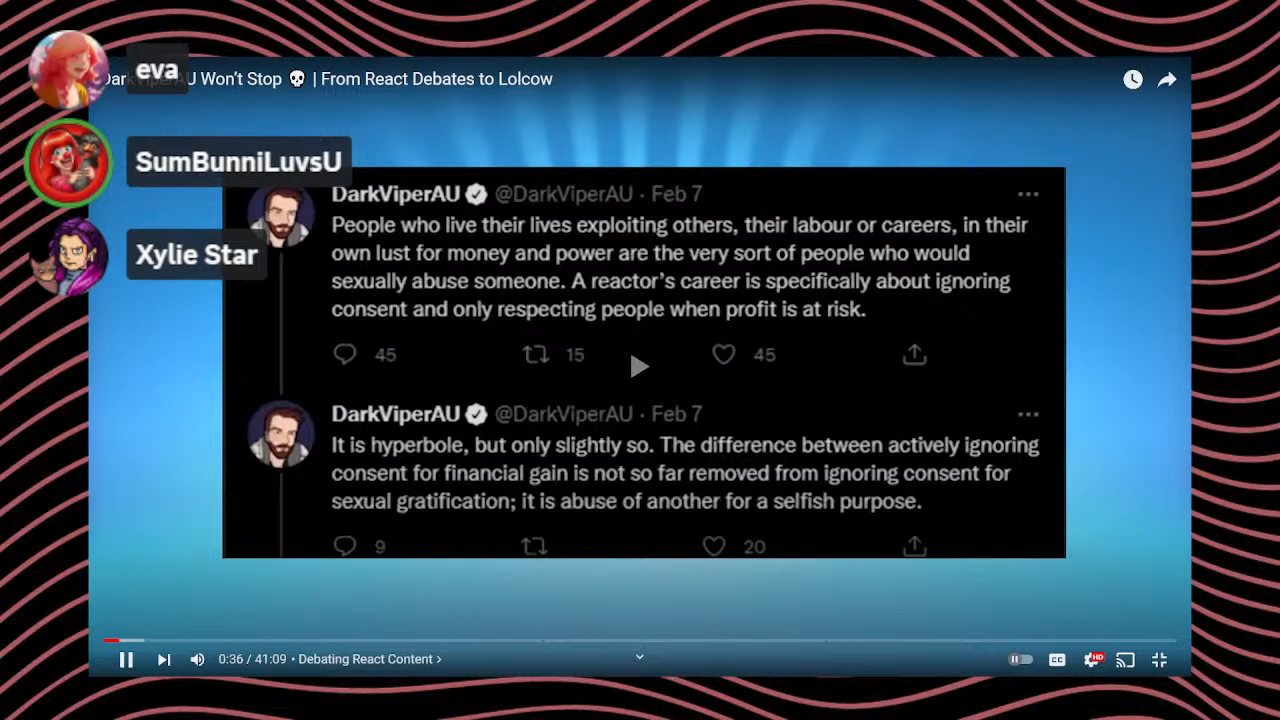 eva
DarkViperAU Won't Stop 💀 | From React Debates to Lolcow
SumBunniLuvsU
DarkViperAU @DarkViperAU · Feb 7
People who live their lives exploiting others, their labour or careers, in their
own lust for money and power are the very sort of people who would
sexually abuse someone. A reactor's career is specifically about ignoring
consent and only respecting people when profit is at risk.
Xylie Star
45 15 45
DarkViperAU @DarkViperAU · Feb 7
It is hyperbole, but only slightly so. The difference between actively ignoring
consent for financial gain is not so far removed from ignoring consent for
sexual gratification; it is abuse of another for a selfish purpose.
9 20
0:36 / 41:09 • Debating React Content ›
CC
HD